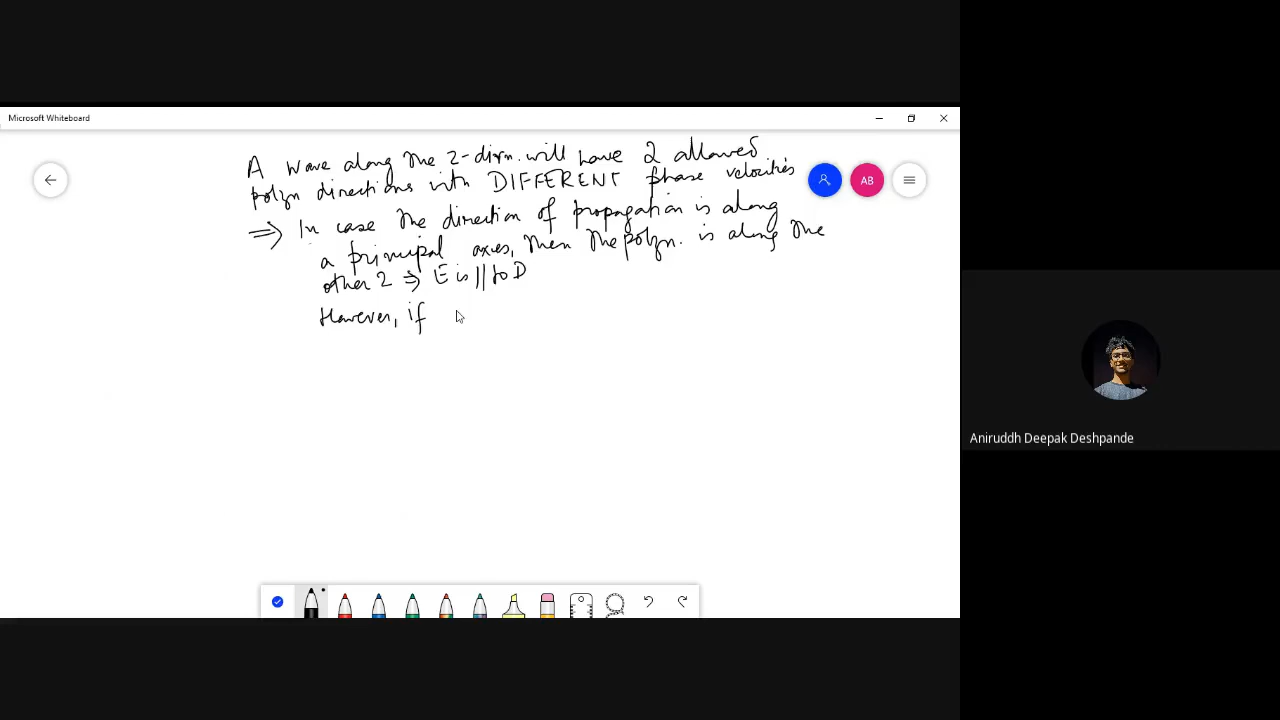 Microsoft Whiteboard
A wave along the z-dirn. will have 2 allowed
polzn directions with DIFFERENT phase velocities
AB
⇒ In case the direction of propagation is along
a principal axes, then the polzn. is along the
other 2 ⇒ E is || to D
However, if
Aniruddh Deepak Deshpande